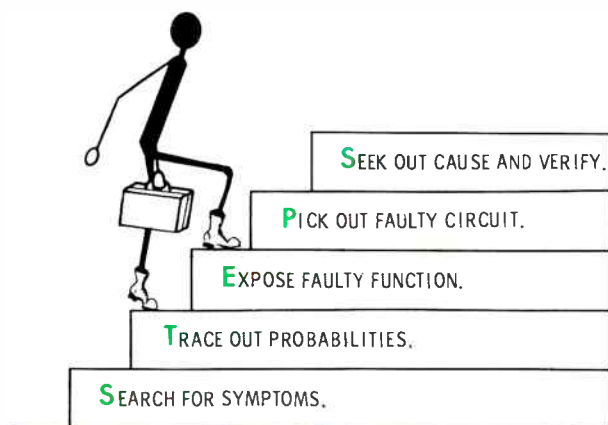 SEEK OUT CAUSE AND VERIFY.
PICK OUT FAULTY CIRCUIT.
EXPOSE FAULTY FUNCTION.
TRACE OUT PROBABILITIES.
SEARCH FOR SYMPTOMS.